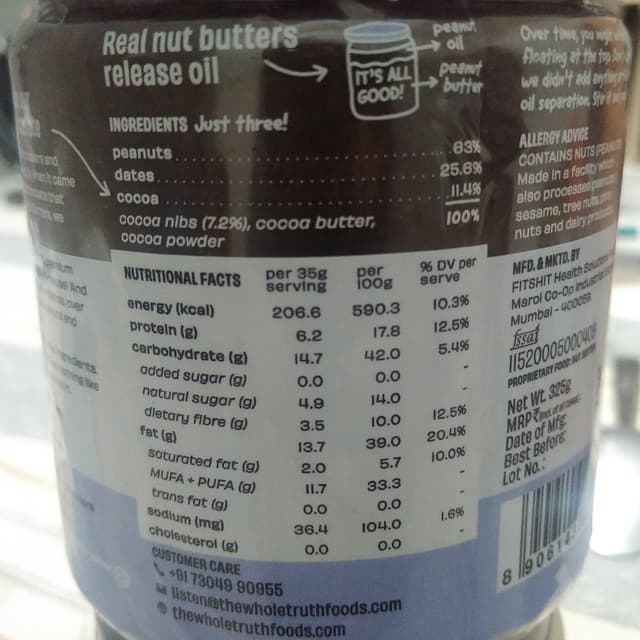 Real nut butters
release oil
IT'S ALL
GOOD!
peanut
oil
peanut
butter
Over time, you
floating at the top.
we didn't add
oil separation. Stir
INGREDIENTS Just three!
peanuts 63%
dates 25.6%
cocoa 11.4%
100%
cocoa nibs (7.2%), cocoa butter,
cocoa powder
ALLERGY ADVICE
CONTAINS NUTS
Made in a facility which
also processes
sesame, tree nuts,
nuts and dairy
NUTRITIONAL FACTS per 35g serving per 100g % DV per serve
energy (kcal) 206.6 590.3 10.3%
protein (g) 6.2 17.8 12.5%
carbohydrate (g) 14.7 42.0 5.4%
added sugar (g) 0.0 0.0 -
natural sugar (g) 4.9 14.0 -
dietary fibre (g) 3.5 10.0 12.5%
fat (g) 13.7 39.0 20.4%
saturated fat (g) 2.0 5.7 10.0%
MUFA + PUFA (g) 11.7 33.3 -
trans fat (g) 0.0 0.0 -
sodium (mg) 36.4 104.0 1.6%
cholesterol (g) 0.0 0.0 -
MFD. & MKTD. BY
FITSHIT Health Solutions
Marol Co-Op Industrial
Mumbai - 400059.
fssai
11520005000406
PROPRIETARY FOOD
Net Wt. 325g
MRP ₹
Date of Mfg:
Best Before:
Lot No.:
8 9061
CUSTOMER CARE
+91 73049 90955
listen@thewholetruthfoods.com
thewholetruthfoods.com